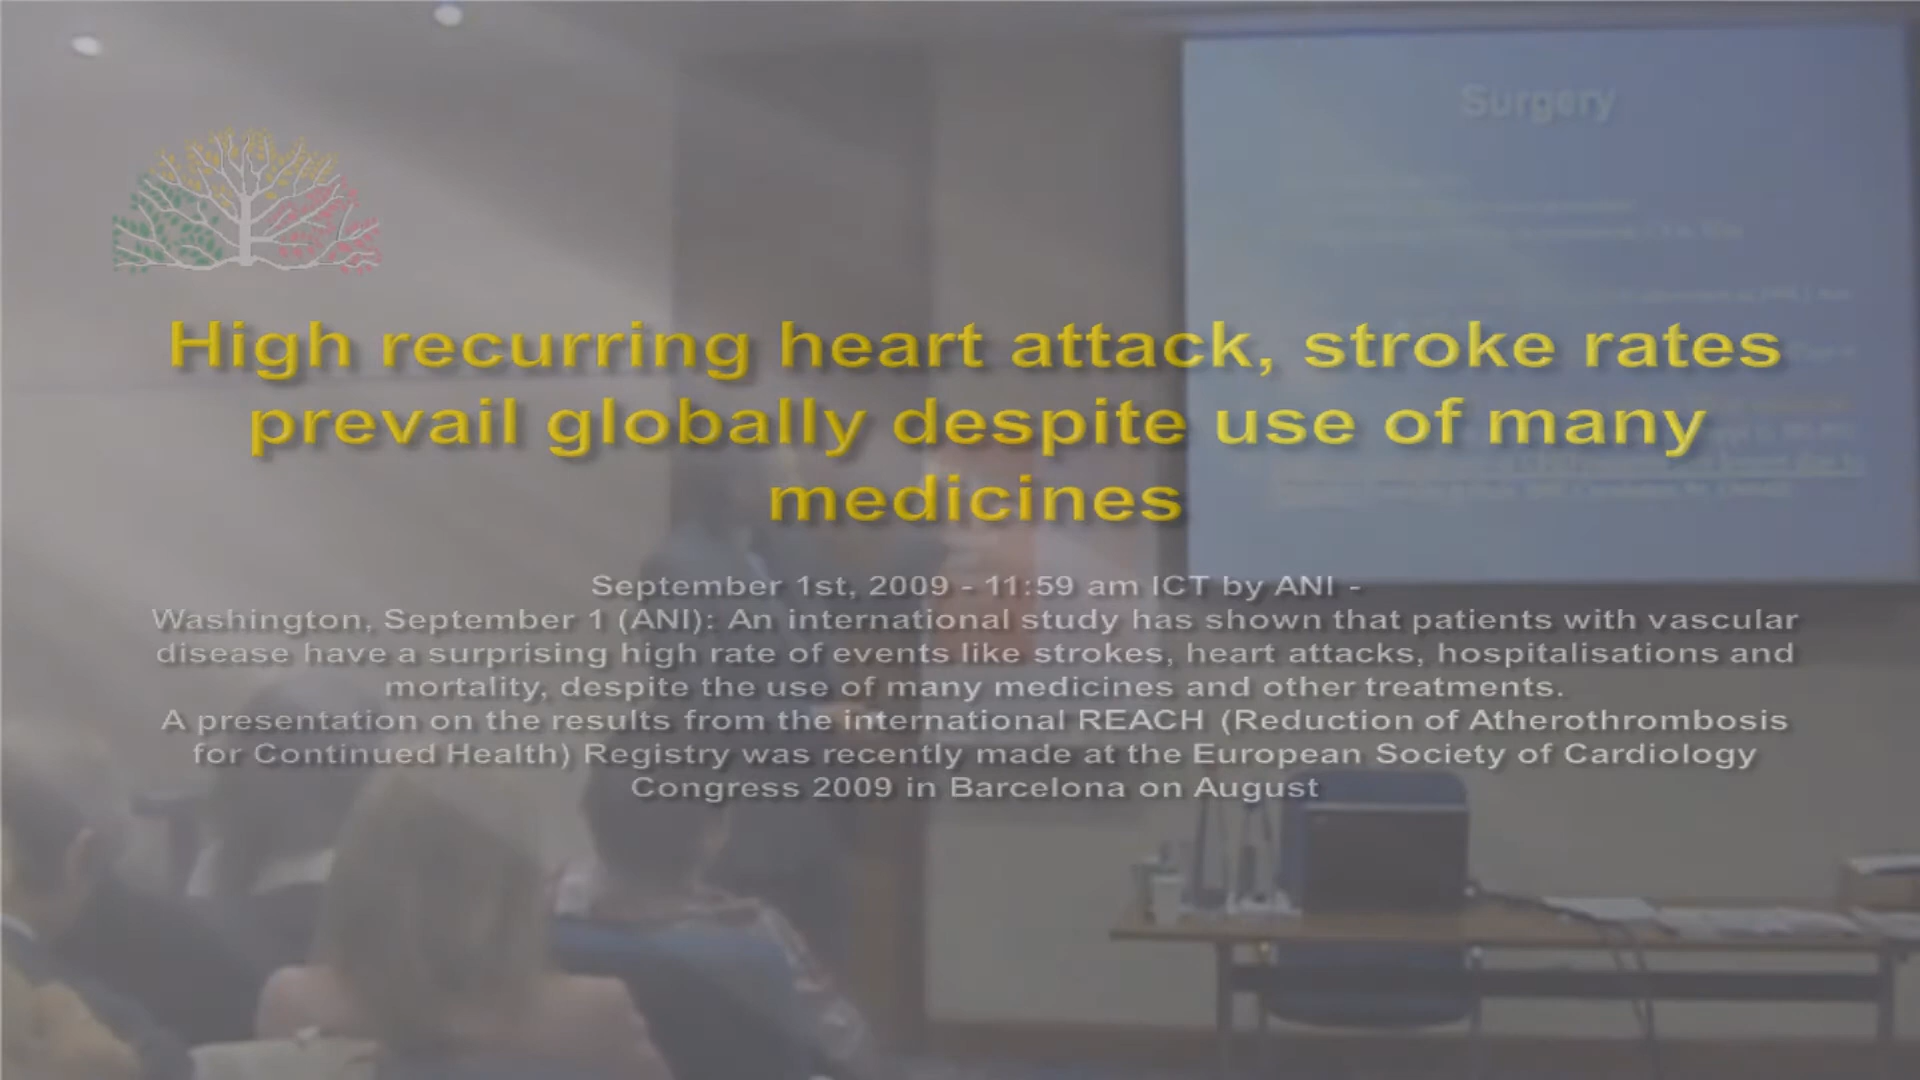 Surgery
High recurring heart attack, stroke rates
prevail globally despite use of many
medicines
September 1st, 2009 - 11:59 am ICT by ANI -
Washington, September 1 (ANI): An international study has shown that patients with vascular
disease have a surprising high rate of events like strokes, heart attacks, hospitalisations and
mortality, despite the use of many medicines and other treatments.
A presentation on the results from the international REACH (Reduction of Atherothrombosis
for Continued Health) Registry was recently made at the European Society of Cardiology
Congress 2009 in Barcelona on August